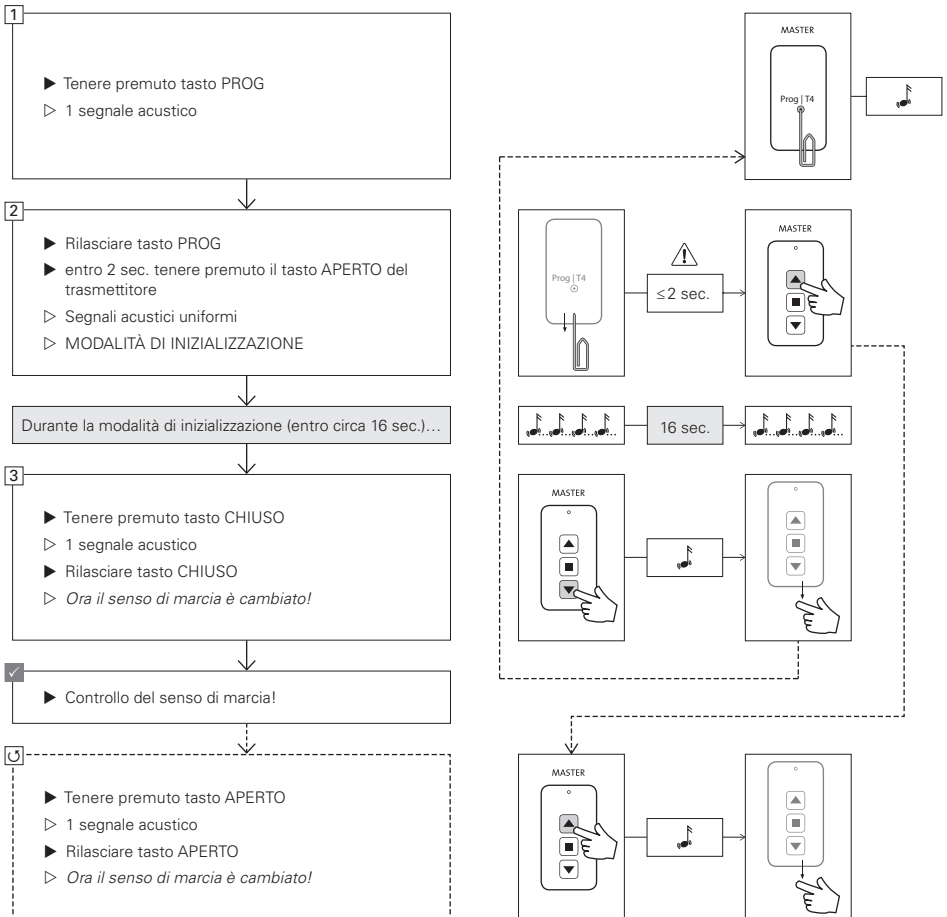 1
▶ Tenere premuto tasto PROG
▷ 1 segnale acustico
2
▶ Rilasciare tasto PROG
▶ entro 2 sec. tenere premuto il tasto APERTO del
trasmettitore
▷ Segnali acustici uniformi
▷ MODALITÀ DI INIZIALIZZAZIONE
Durante la modalità di inizializzazione (entro circa 16 sec.)…
3
▶ Tenere premuto tasto CHIUSO
▷ 1 segnale acustico
▶ Rilasciare tasto CHIUSO
▷ Ora il senso di marcia è cambiato!
▶ Controllo del senso di marcia!
▶ Tenere premuto tasto APERTO
▷ 1 segnale acustico
▶ Rilasciare tasto APERTO
▷ Ora il senso di marcia è cambiato!
MASTER
Prog | T4
Prog | T4
≤2 sec.
MASTER
16 sec.
MASTER
MASTER